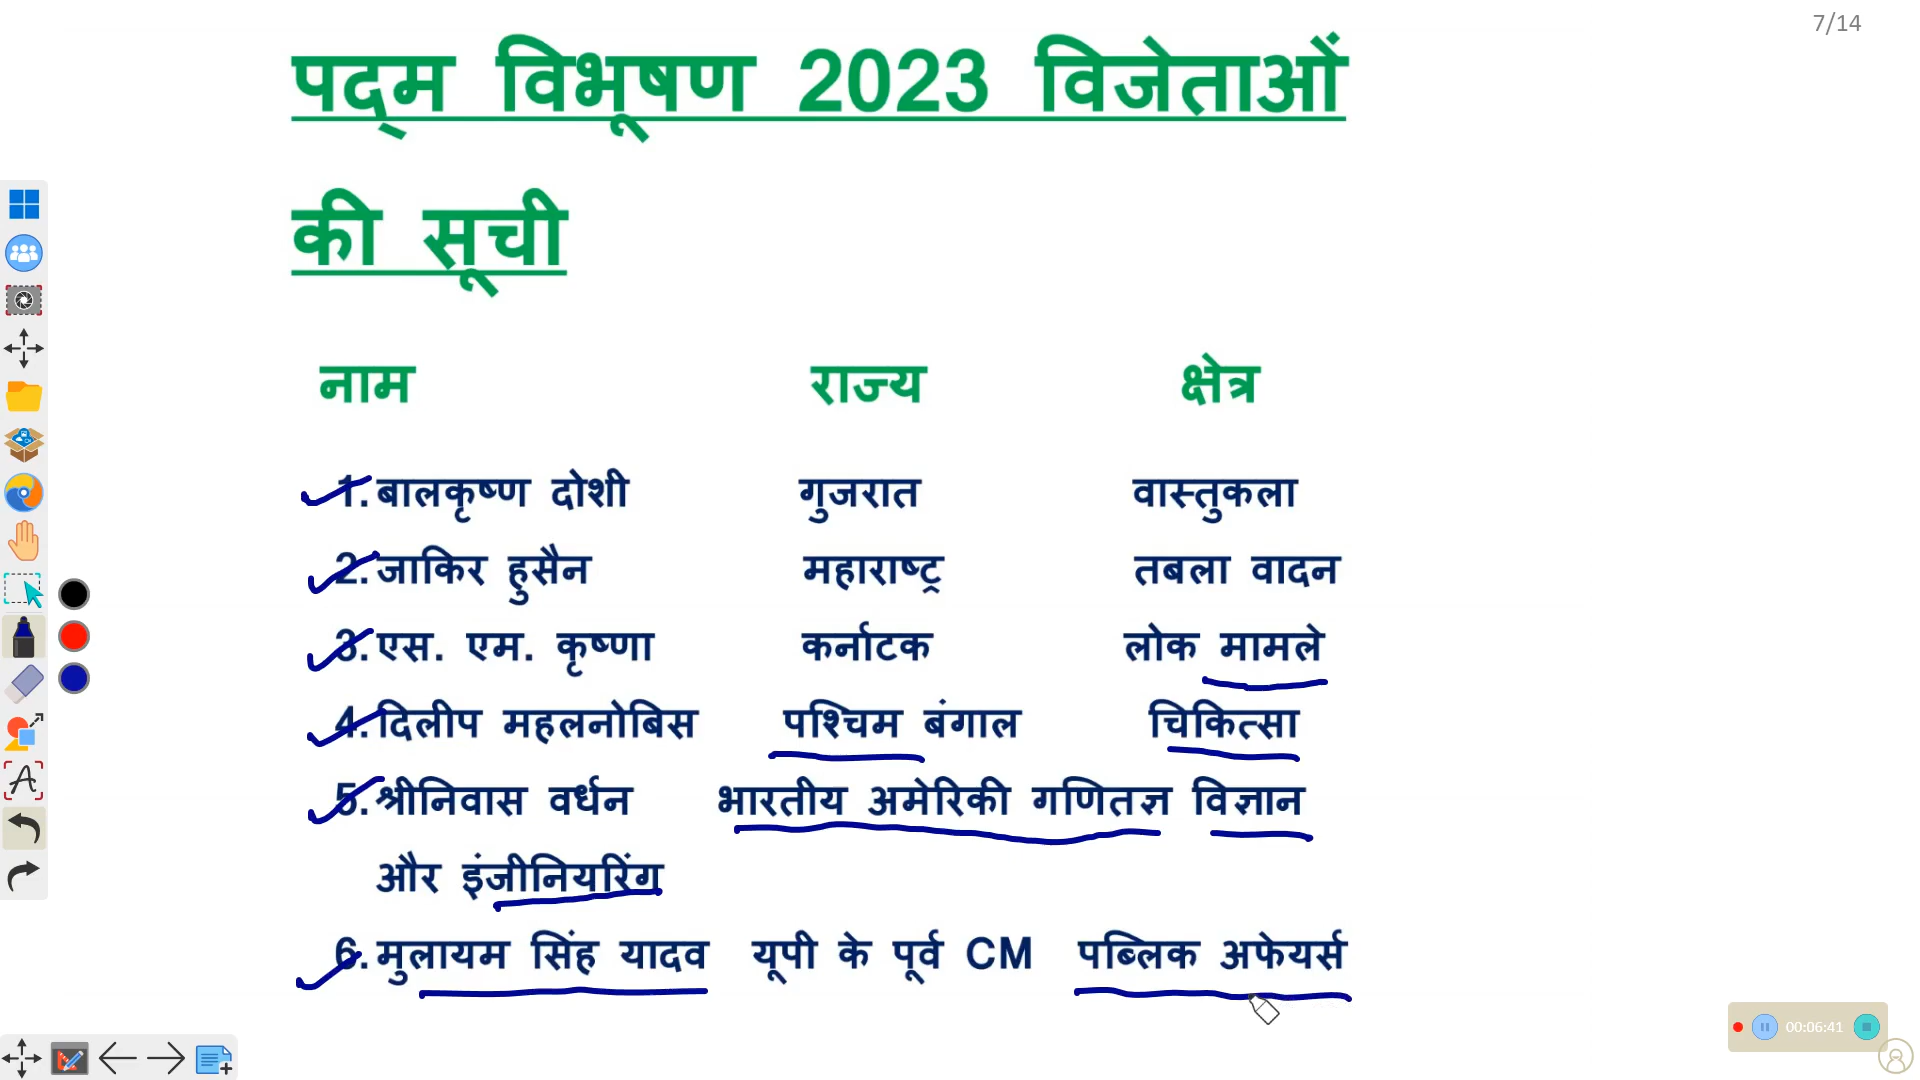 7/14
पद्म विभूषण 2023 विजेताओं
की सूची
नाम राज्य क्षेत्र
1. बालकृष्ण दोशी गुजरात वास्तुकला
2. जाकिर हुसैन महाराष्ट्र तबला वादन
3. एस. एम. कृष्णा कर्नाटक लोक मामले
4. दिलीप महलनोबिस पश्चिम बंगाल चिकित्सा
5. श्रीनिवास वर्धन भारतीय अमेरिकी गणितज्ञ विज्ञान
और इंजीनियरिंग
6. मुलायम सिंह यादव यूपी के पूर्व CM पब्लिक अफेयर्स
00:06:41